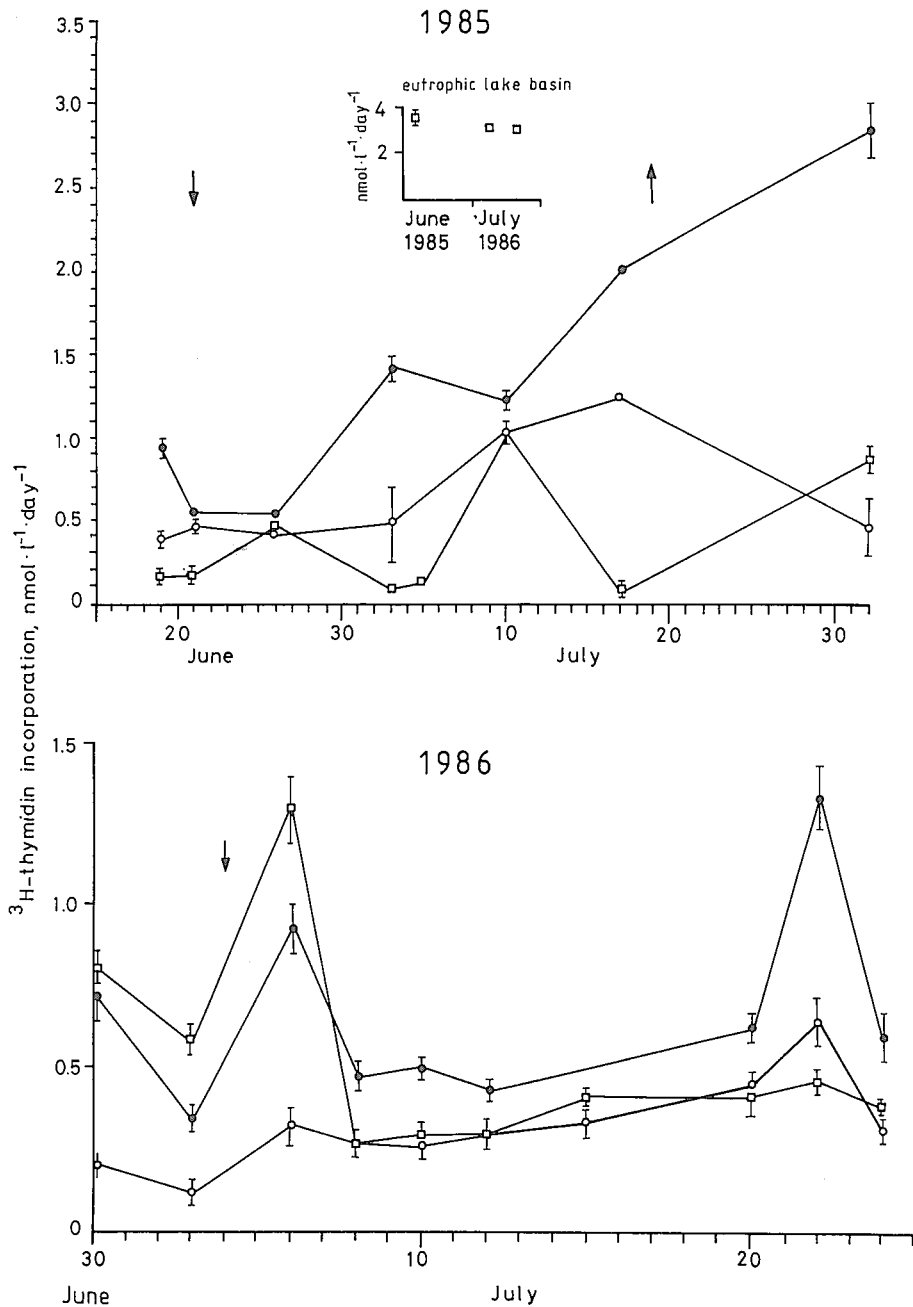 1985
3.5
3.0
2.5
2.0
1.5
1.0
0.5
0
eutrophic lake basin
nmol·l⁻¹·day⁻¹
4
2
June July
1985 1986
20 30 10 20 30
June July
³H-thymidin incorporation, nmol·l⁻¹·day⁻¹
1986
1.5
1.0
0.5
0
30 10 20
June July